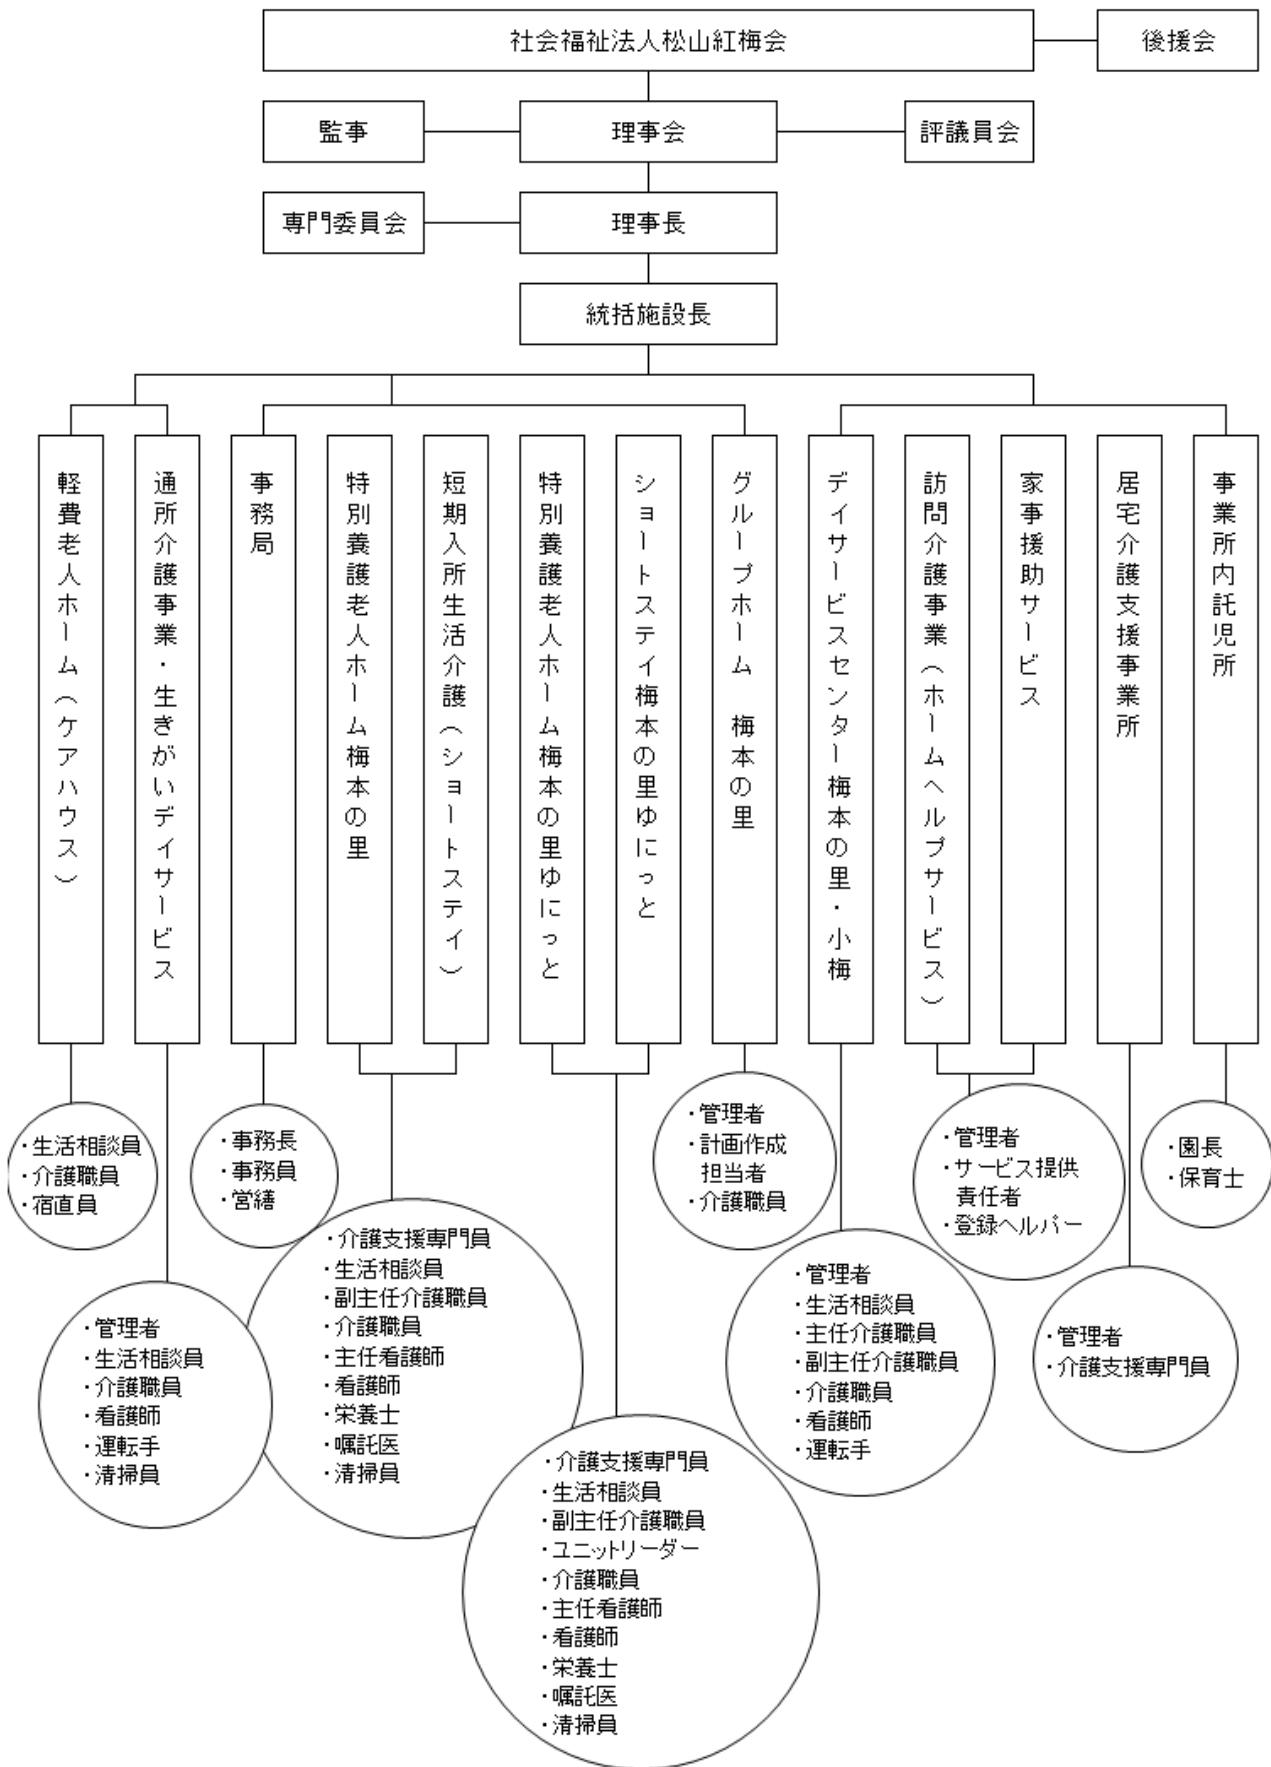 社会福祉法人松山紅梅会
後援会
監事
理事会
評議員会
専門委員会
理事長
統括施設長
軽費老人ホーム（ケアハウス）
通所介護事業・生きがいデイサービス
事務局
特別養護老人ホーム梅本の里
短期入所生活介護（ショートステイ）
特別養護老人ホーム梅本の里ゆにっと
ショートステイ梅本の里ゆにっと
グループホーム　梅本の里
デイサービスセンター梅本の里・小梅
訪問介護事業（ホームヘルプサービス）
家事援助サービス
居宅介護支援事業所
事業所内託児所
・生活相談員
・介護職員
・宿直員
・管理者
・生活相談員
・介護職員
・看護師
・運転手
・清掃員
・事務長
・事務員
・営繕
・介護支援専門員
・生活相談員
・副主任介護職員
・介護職員
・主任看護師
・看護師
・栄養士
・嘱託医
・清掃員
・介護支援専門員
・生活相談員
・副主任介護職員
・ユニットリーダー
・介護職員
・主任看護師
・看護師
・栄養士
・嘱託医
・清掃員
・管理者
・計画作成
担当者
・介護職員
・管理者
・生活相談員
・主任介護職員
・副主任介護職員
・介護職員
・看護師
・運転手
・管理者
・サービス提供
責任者
・登録ヘルパー
・管理者
・介護支援専門員
・園長
・保育士